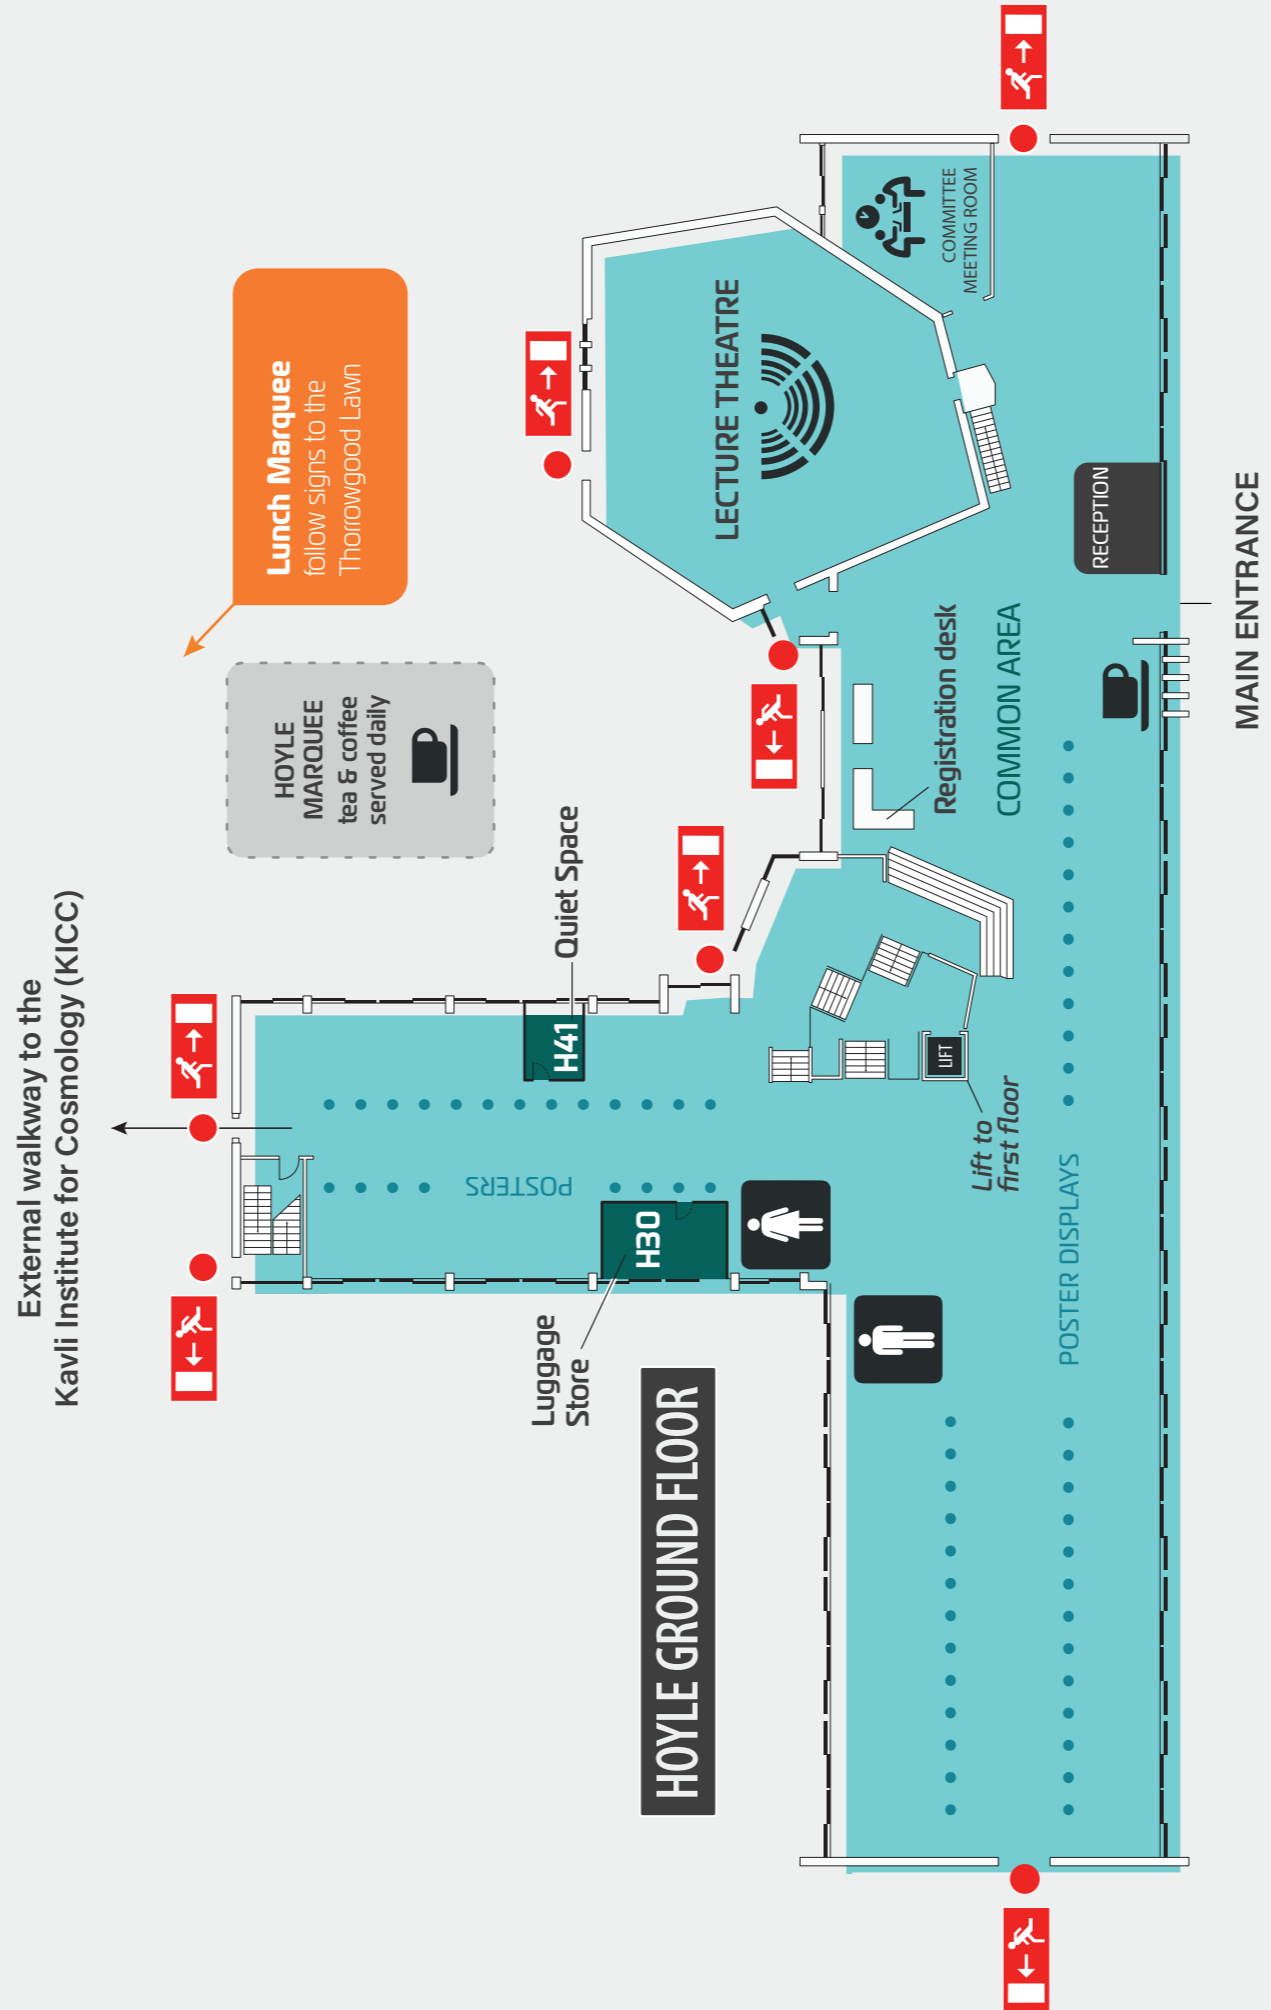 External walkway to the
Kavli Institute for Cosmology (KICC)
Lunch Marquee
follow signs to the
Thorrowgood Lawn
HOYLE
MARQUEE
tea & coffee
served daily
Luggage
Store
H30
POSTERS
H41
Quiet Space
HOYLE GROUND FLOOR
LECTURE THEATRE
COMMITTEE
MEETING ROOM
Registration desk
COMMON AREA
LIFT
Lift to
first floor
POSTER DISPLAYS
RECEPTION
MAIN ENTRANCE